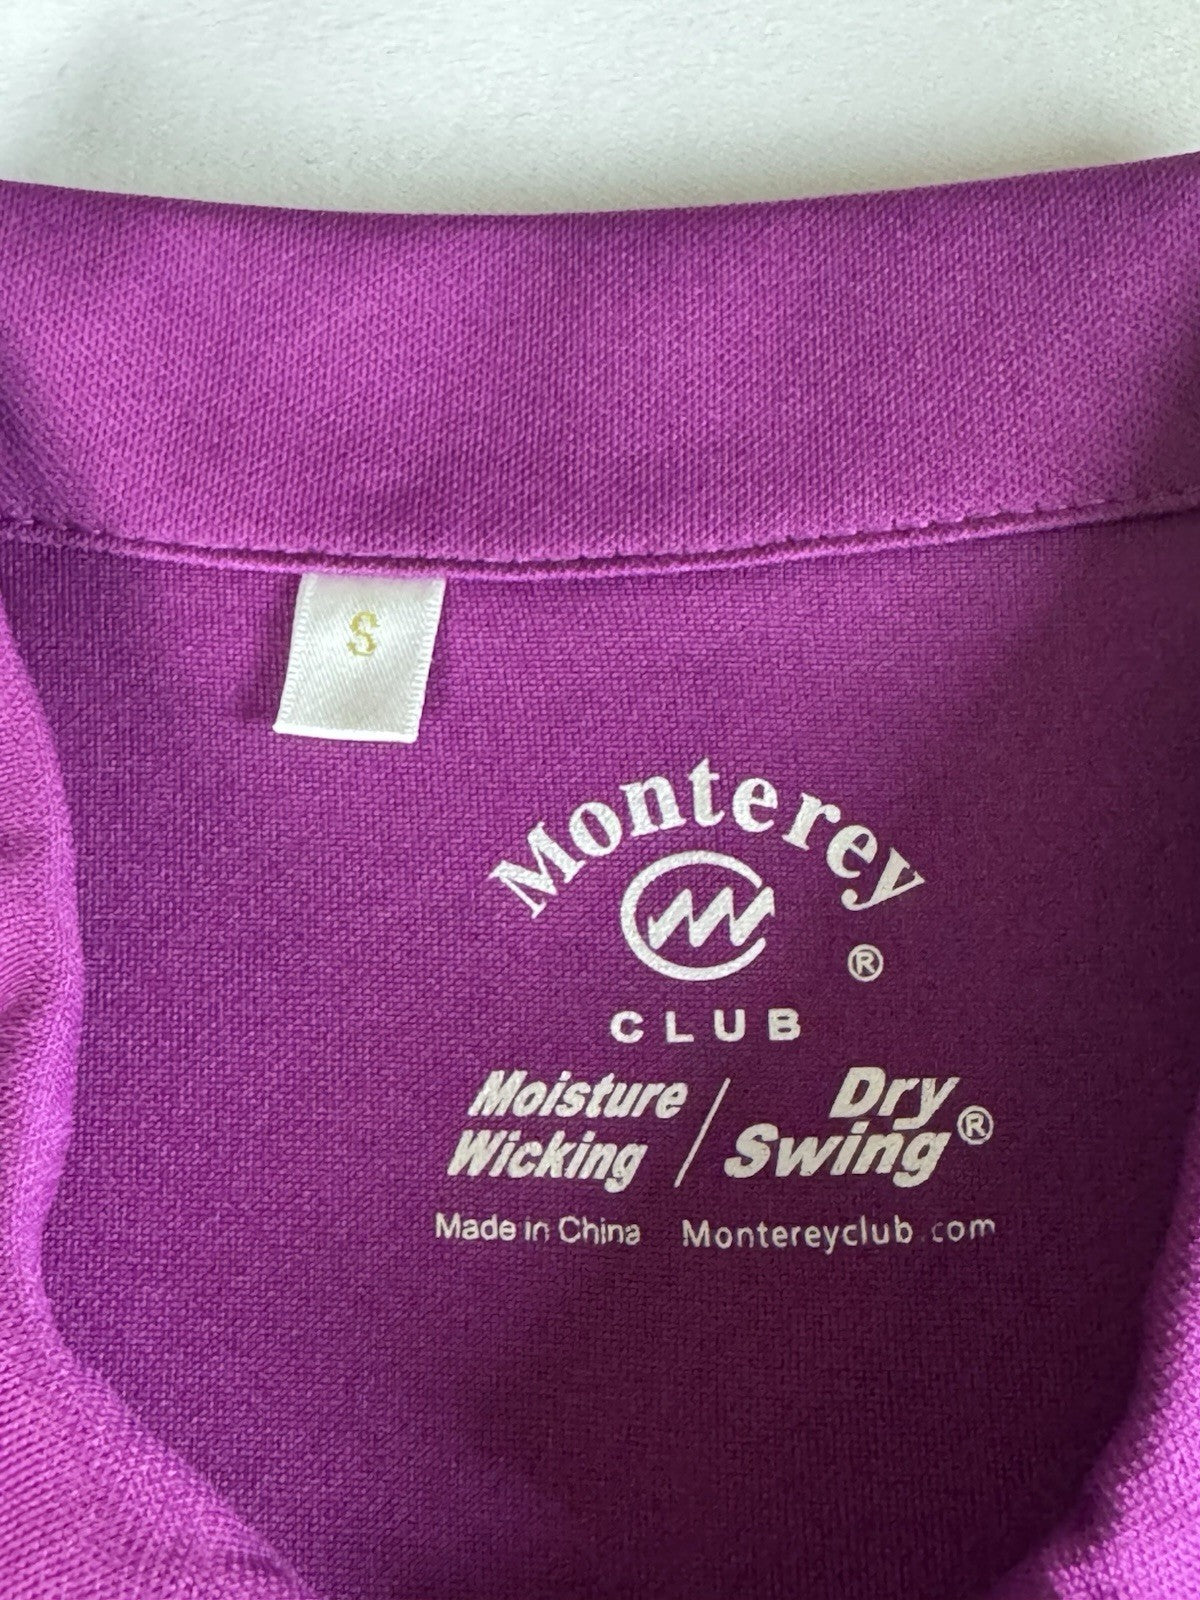 S
Monterey
®
CLUB
Moisture Wicking / Dry Swing®
Made in China Montereyclub.com